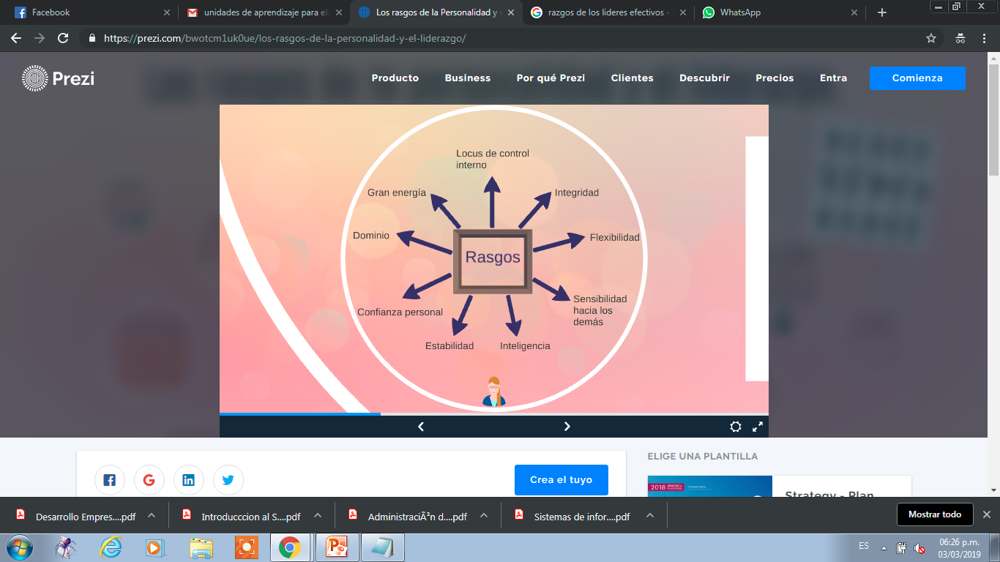 Facebook
unidades de aprendizaje para el
Los rasgos de la Personalidad y
razgos de los lideres efectivos -
WhatsApp
https://prezi.com/bwotcm1uk0ue/los-rasgos-de-la-personalidad-y-el-liderazgo/
Prezi
Producto
Business
Por qué Prezi
Clientes
Descubrir
Precios
Entra
Comienza
Locus de control
interno
Gran energía
Integridad
Dominio
Flexibilidad
Rasgos
Sensibilidad
hacia los
demás
Confianza personal
Estabilidad
Inteligencia
ELIGE UNA PLANTILLA
Crea el tuyo
2018 STRATEGY &
PLANNING
Strategy - Plan
Desarrollo Empres....pdf
Introducccion al S....pdf
AdministraciÃ³n d....pdf
Sistemas de infor....pdf
Mostrar todo
ES
06:26 p.m.
03/03/2019